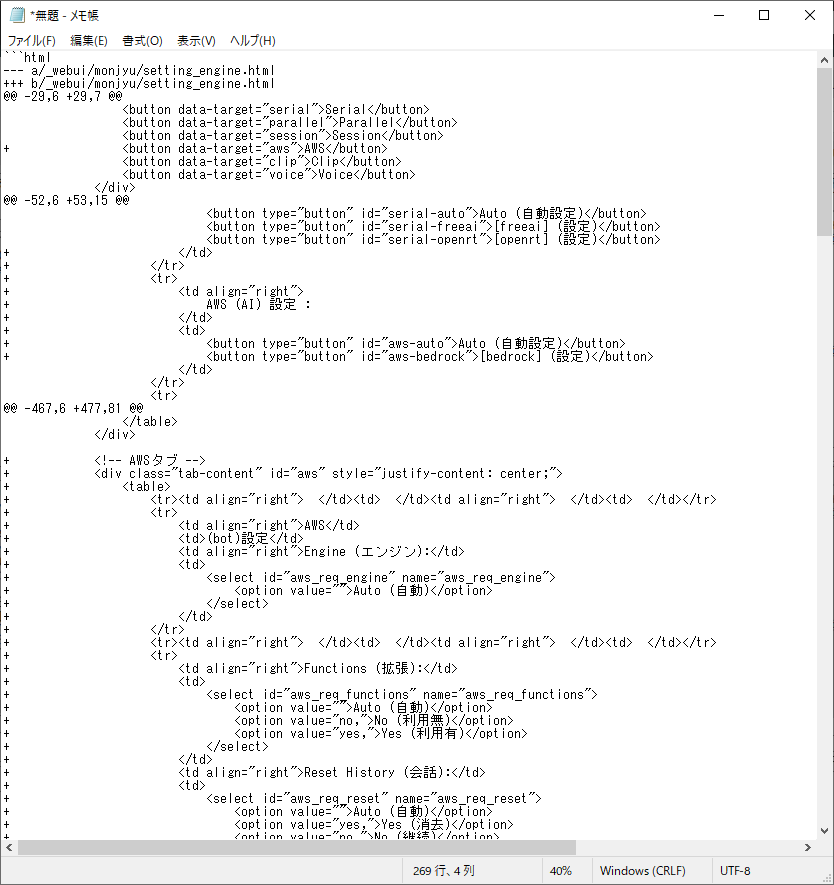 *無題 - メモ帳
ファイル(F) 編集(E) 書式(O) 表示(V) ヘルプ(H)
```html
--- a/_webui/monjyu/setting_engine.html
+++ b/_webui/monjyu/setting_engine.html
@@ -29,6 +29,7 @@
                 <button data-target="serial">Serial</button>
                 <button data-target="parallel">Parallel</button>
                 <button data-target="session">Session</button>
+                <button data-target="aws">AWS</button>
                 <button data-target="clip">Clip</button>
                 <button data-target="voice">Voice</button>
             </div>
@@ -52,6 +53,15 @@
                             <button type="button" id="serial-auto">Auto (自動設定)</button>
                             <button type="button" id="serial-freeai">[freeai] (設定)</button>
                             <button type="button" id="serial-openrt">[openrt] (設定)</button>
+                        </td>
+                    </tr>
+                    <tr>
+                        <td align="right">
+                            AWS (AI) 設定 :
+                        </td>
+                        <td>
+                            <button type="button" id="aws-auto">Auto (自動設定)</button>
+                            <button type="button" id="aws-bedrock">[bedrock] (設定)</button>
                         </td>
                     </tr>
                     <tr>
@@ -467,6 +477,81 @@
                 </table>
             </div>
+            <!-- AWSタブ -->
+            <div class="tab-content" id="aws" style="justify-content: center;">
+                <table>
+                    <tr><td align="right">  </td><td>  </td><td align="right">  </td><td>  </td></tr>
+                    <tr>
+                        <td align="right">AWS</td>
+                        <td>(bot)設定</td>
+                        <td align="right">Engine (エンジン):</td>
+                        <td>
+                            <select id="aws_req_engine" name="aws_req_engine">
+                                <option value="">Auto (自動)</option>
+                            </select>
+                        </td>
+                    </tr>
+                    <tr><td align="right">  </td><td>  </td><td align="right">  </td><td>  </td></tr>
+                    <tr>
+                        <td align="right">Functions (拡張):</td>
+                        <td>
+                            <select id="aws_req_functions" name="aws_req_functions">
+                                <option value="">Auto (自動)</option>
+                                <option value="no,">No (利用無)</option>
+                                <option value="yes,">Yes (利用有)</option>
+                            </select>
+                        </td>
+                        <td align="right">Reset History (会話):</td>
+                        <td>
+                            <select id="aws_req_reset" name="aws_req_reset">
+                                <option value="">Auto (自動)</option>
+                                <option value="yes,">Yes (消去)</option>
+                                <option value="no,">No (継続)</option>
269 行、4 列 40% Windows (CRLF) UTF-8